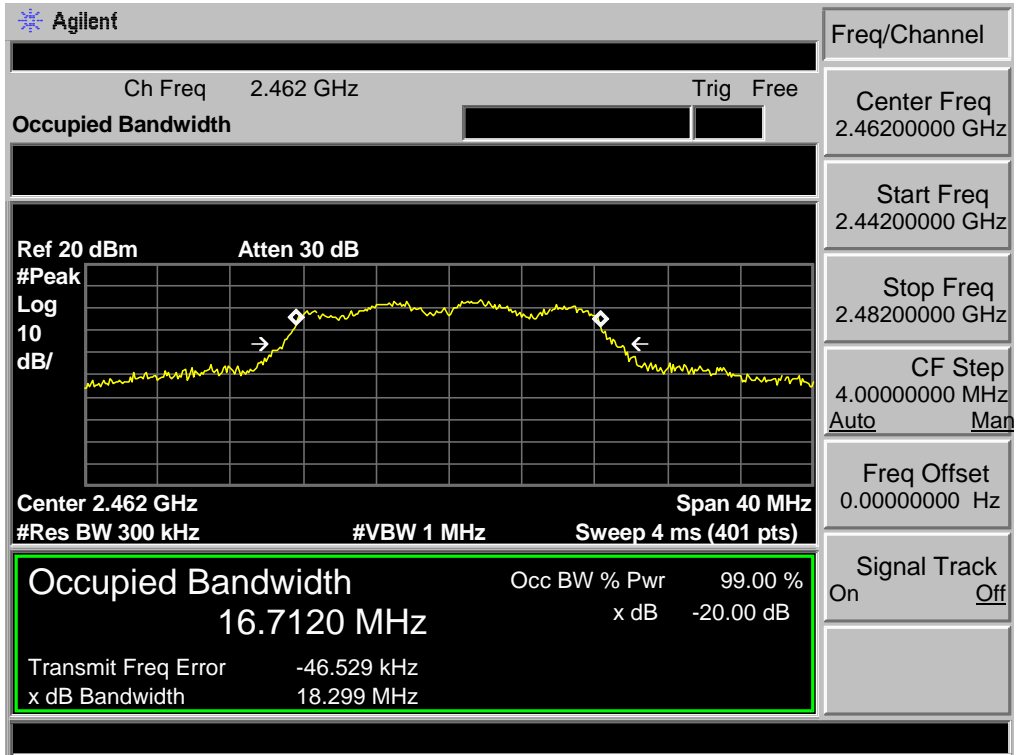 Agilent
Freq/Channel
Ch Freq 2.462 GHz Trig Free
Occupied Bandwidth
Center Freq
2.46200000 GHz
Start Freq
2.44200000 GHz
Stop Freq
2.48200000 GHz
CF Step
4.00000000 MHz
Auto Man
Freq Offset
0.00000000 Hz
Signal Track
On Off
Ref 20 dBm Atten 30 dB
#Peak
Log
10
dB/
Center 2.462 GHz Span 40 MHz
#Res BW 300 kHz #VBW 1 MHz Sweep 4 ms (401 pts)
Occupied Bandwidth Occ BW % Pwr 99.00 %
16.7120 MHz x dB -20.00 dB
Transmit Freq Error -46.529 kHz
x dB Bandwidth 18.299 MHz